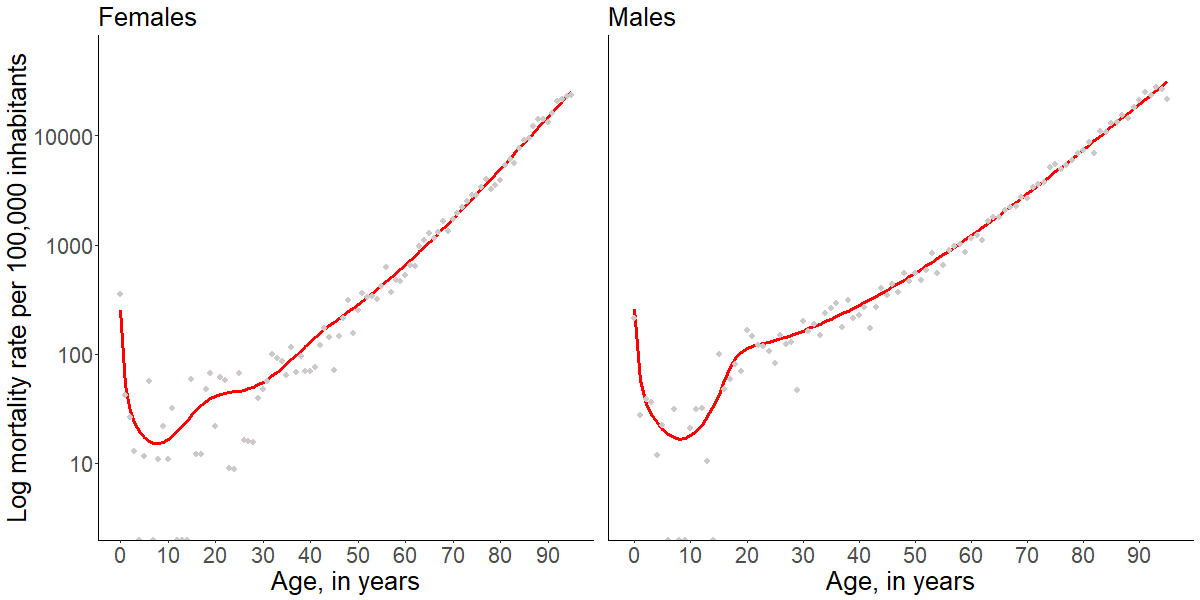 Females
Males
Log mortality rate per 100,000 inhabitants
10000
1000
100
10
0 10 20 30 40 50 60 70 80 90
0 10 20 30 40 50 60 70 80 90
Age, in years
Age, in years